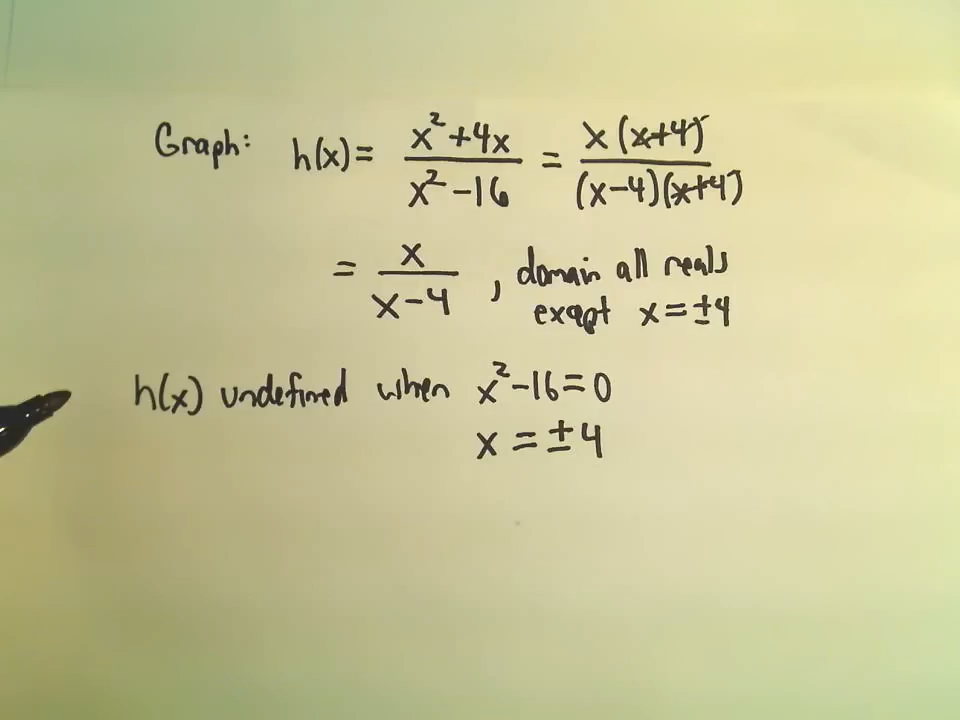 Graph: h(x) = (x² + 4x)/(x² - 16) = x(x+4)/((x-4)(x+4))
= x/(x-4) , domain all reals
exept x = ±4
h(x) undefined when x² - 16 = 0
x = ±4